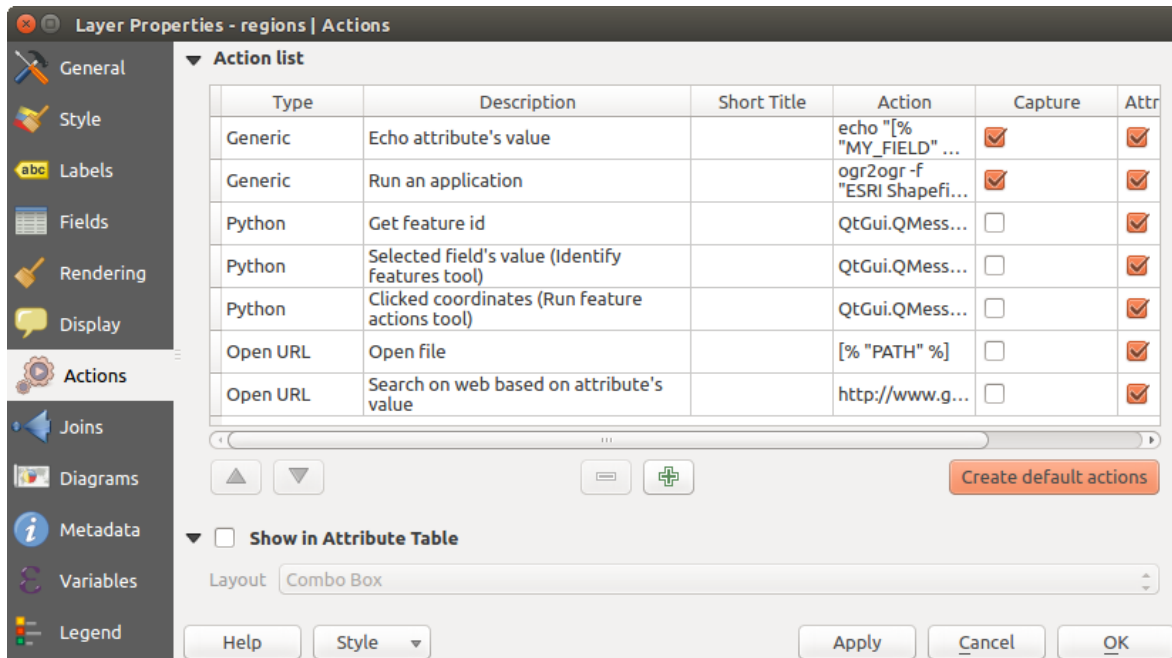 Layer Properties - regions | Actions
General
Style
abc Labels
Fields
Rendering
Display
Actions
Joins
Diagrams
Metadata
Variables
Legend
Action list
Type Description Short Title Action Capture Attr
Generic Echo attribute's value echo "[%
"MY_FIELD" ...
Generic Run an application ogr2ogr -f
"ESRI Shapefi...
Python Get feature id QtGui.QMess...
Python Selected field's value (Identify
features tool) QtGui.QMess...
Python Clicked coordinates (Run feature
actions tool) QtGui.QMess...
Open URL Open file [% "PATH" %]
Open URL Search on web based on attribute's
value http://www.g...
Create default actions
Show in Attribute Table
Layout Combo Box
Help Style Apply Cancel OK